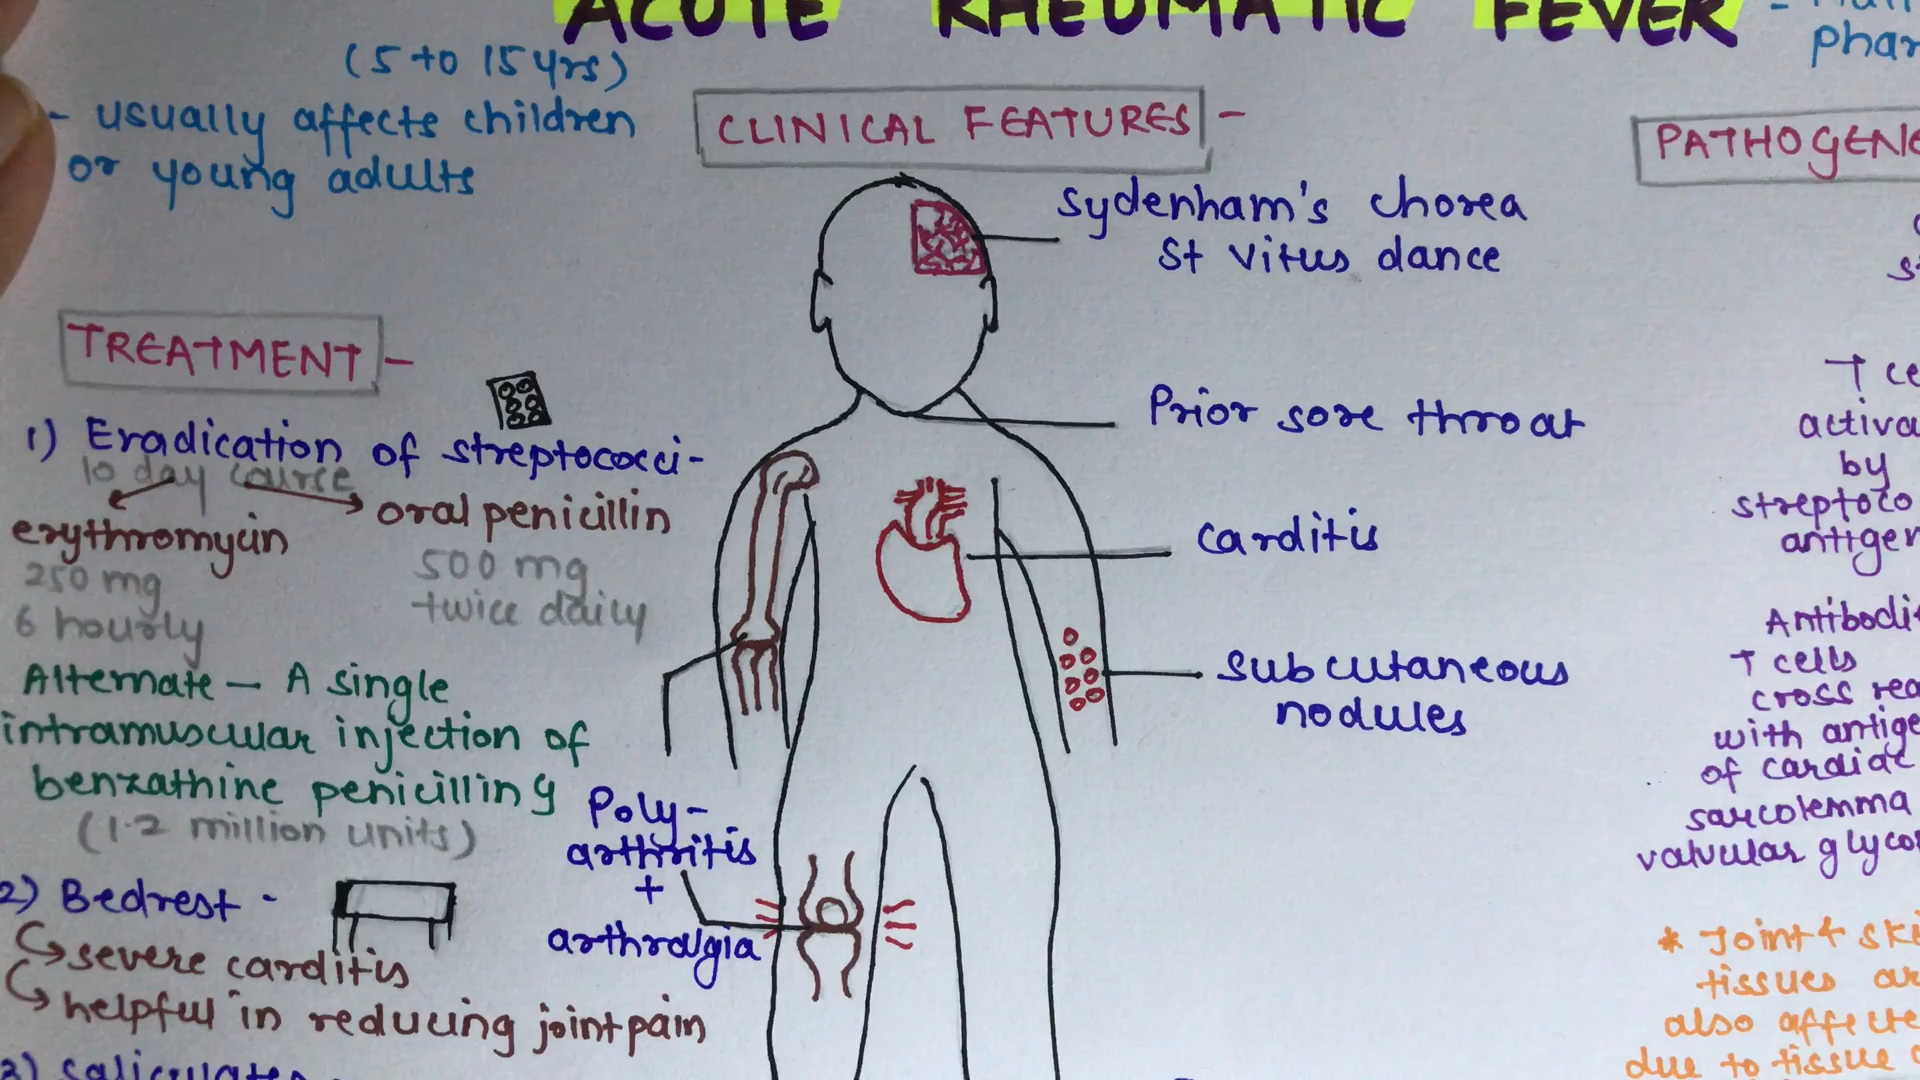 ACUTE RHEUMATIC FEVER -
(5 to 15 yrs)
- usually affects children
or young adults
TREATMENT -
1) Eradication of streptococci -
10 day course
erythromycin
250 mg
6 hourly
oral penicillin
500 mg
twice daily
Alternate - A single
intramuscular injection of
benzathine penicilling
(1.2 million units)
2) Bedrest -
severe carditis
helpful in reducing joint pain
3) Salicylates
CLINICAL FEATURES -
Sydenham's chorea
St Vitus dance
Prior sore throat
Carditis
Subcutaneous
nodules
Poly-
arthritis
+
arthralgia
phar
PATHOGENE
T ce
activa
by
streptoco
antigen
Antibodi
T cells
cross rea
with antige
of cardiac
sarcolemma
valvular glyco
* Joint & ski
tissues ar
also affecte
due to tissue